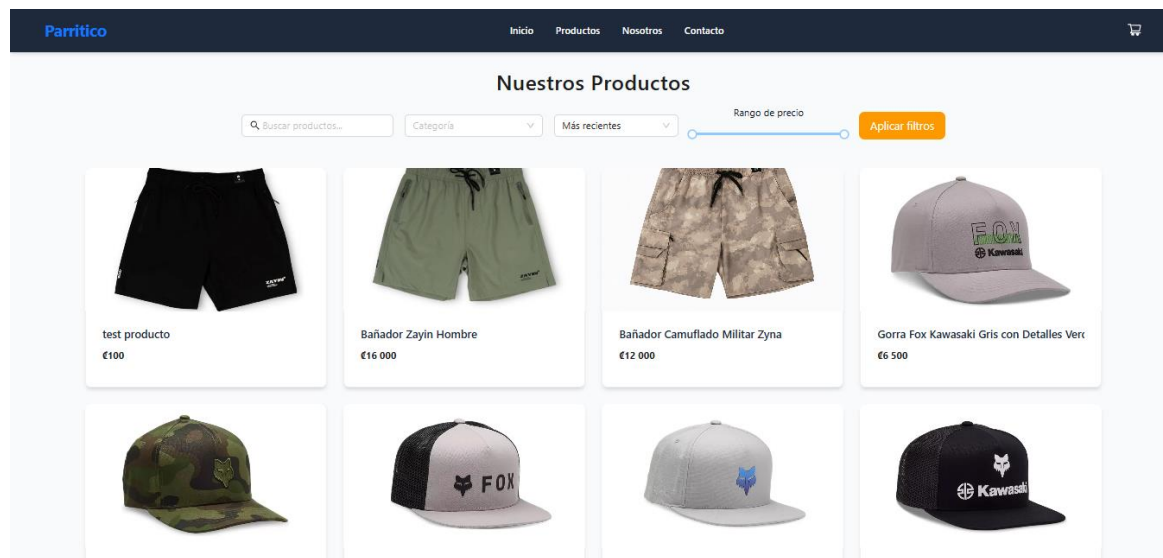 Parritico
Inicio Productos Nosotros Contacto
Nuestros Productos
Buscar productos...
Categoría
Más recientes
Rango de precio
Aplicar filtros
test producto
₡100
Bañador Zayin Hombre
₡16 000
Bañador Camuflado Militar Zyna
₡12 000
Gorra Fox Kawasaki Gris con Detalles Verd
₡6 500
FOX
Kawasaki
FOX
Kawasaki